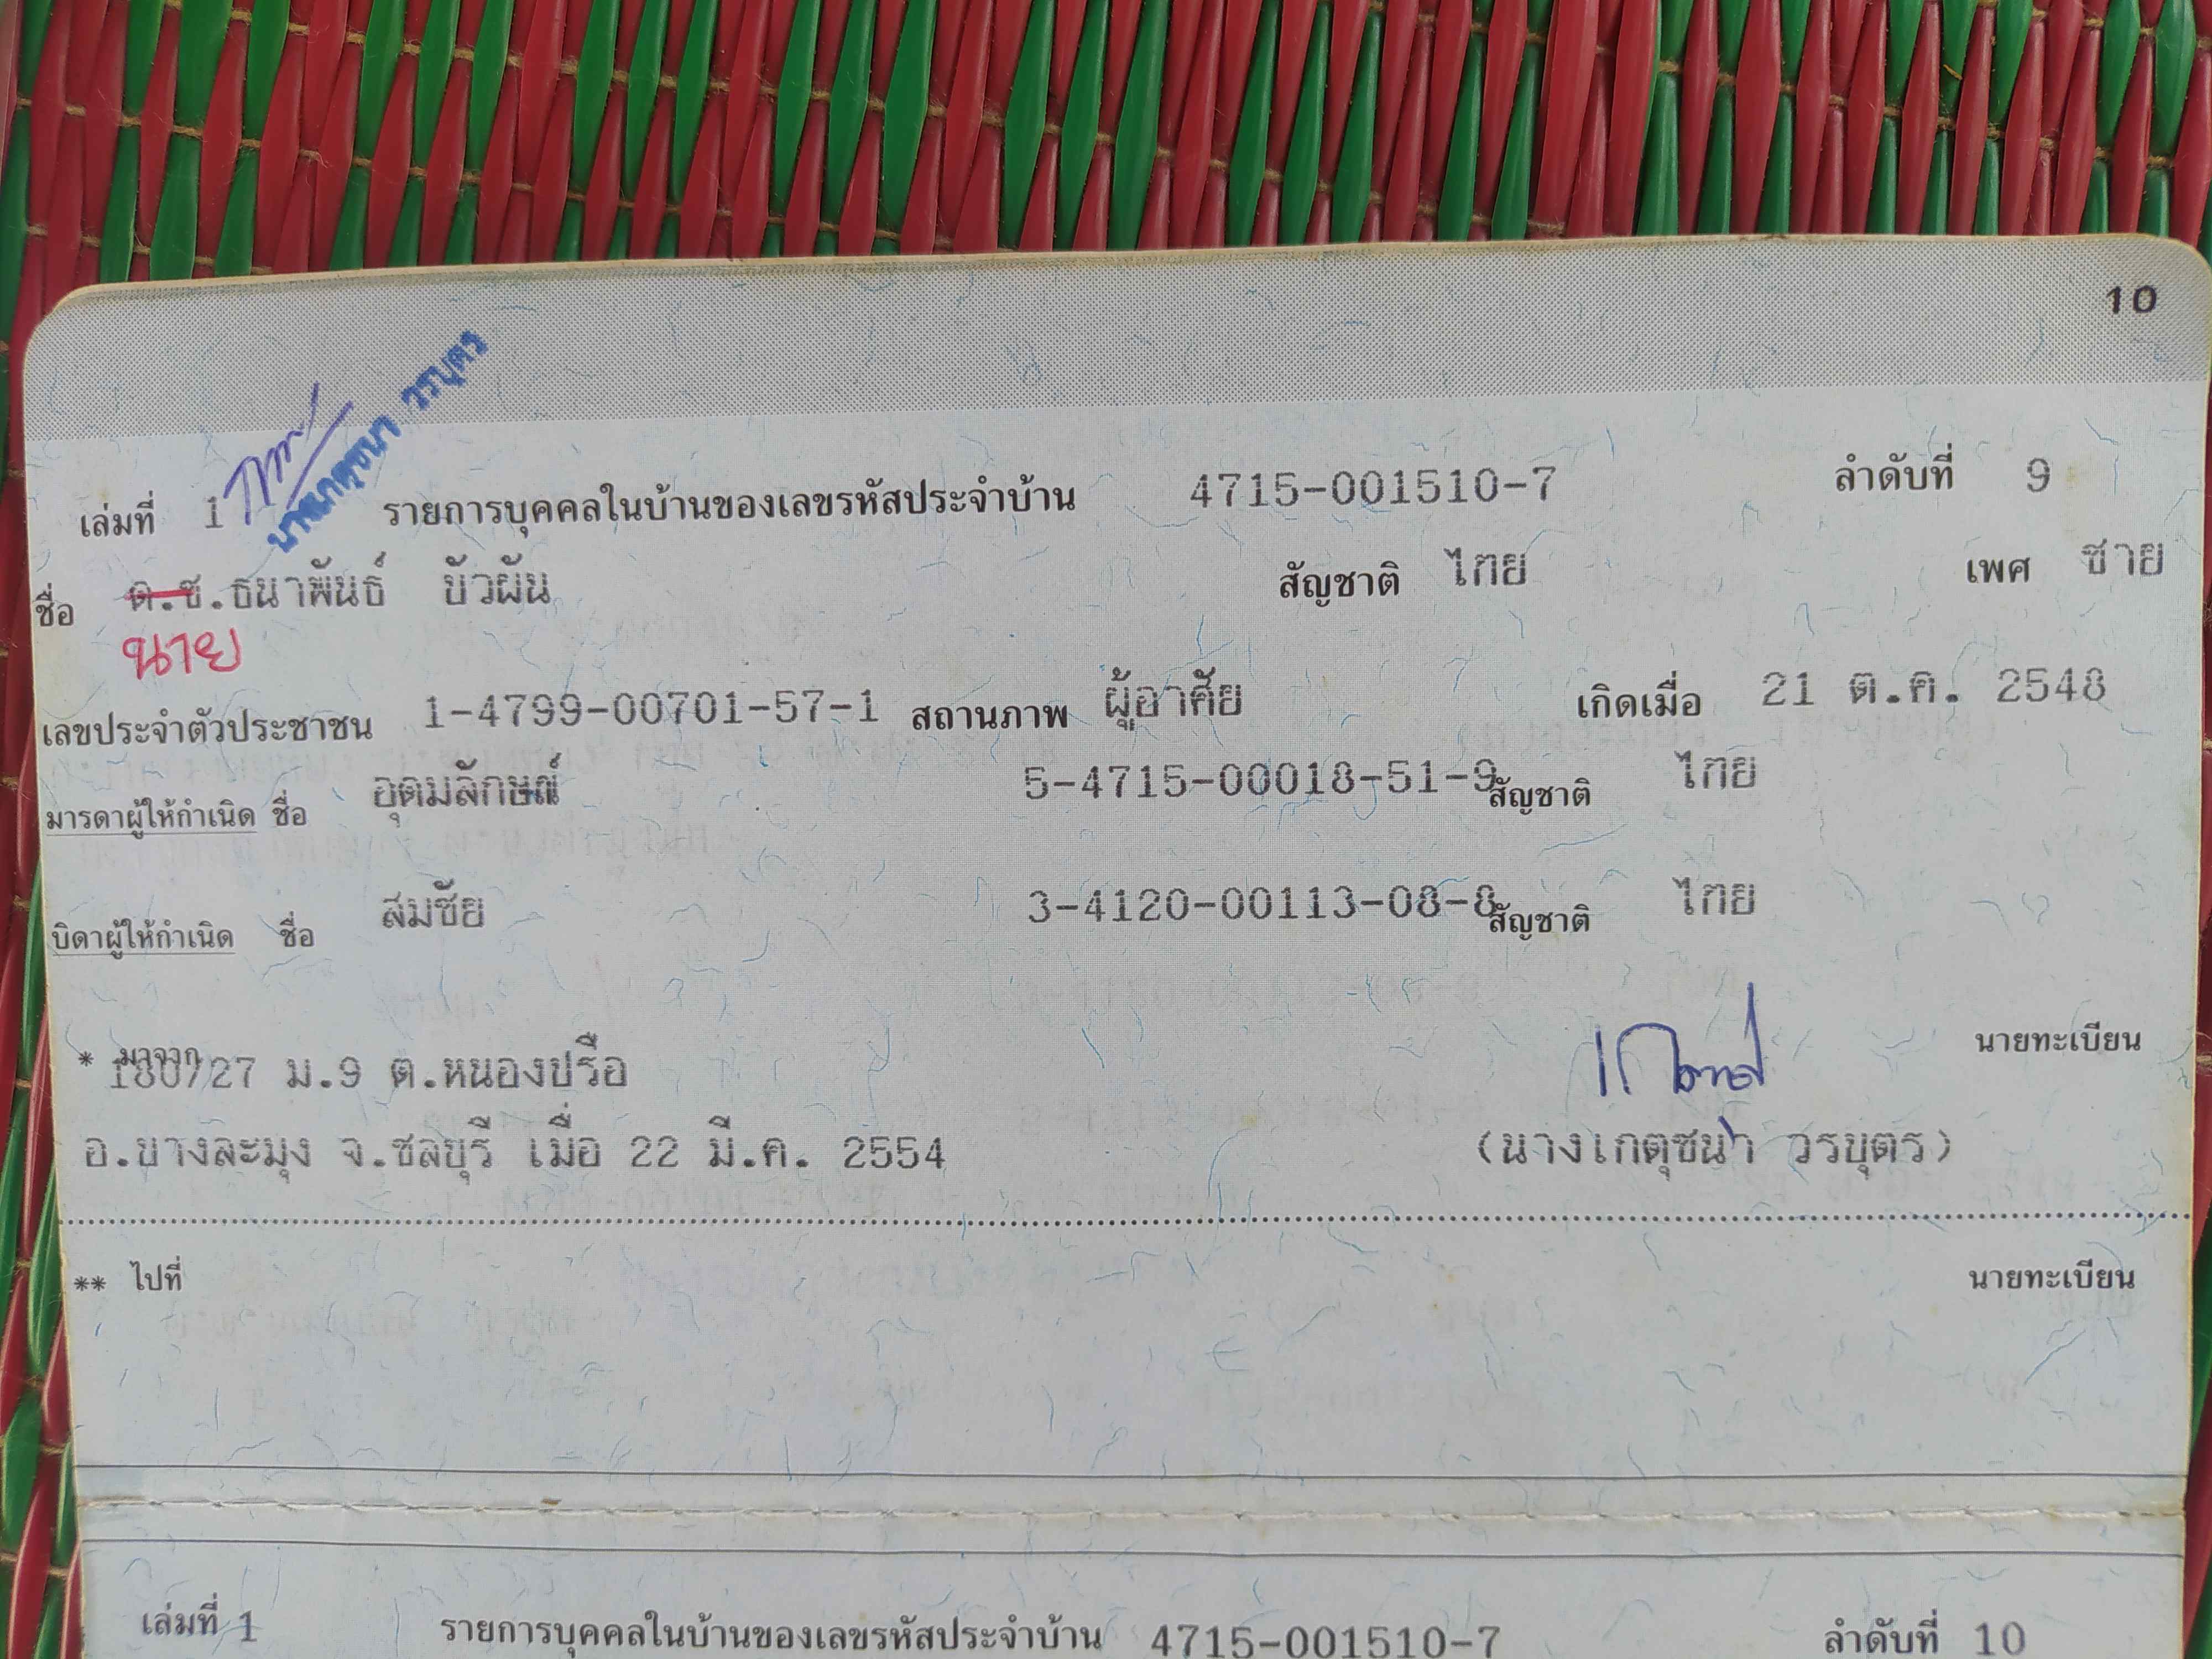 10
นางเกตุชนา วรบุตร
เล่มที่ 1 รายการบุคคลในบ้านของเลขรหัสประจำบ้าน 4715-001510-7 ลำดับที่ 9
ชื่อ ด.ช.ธนาพันธ์ บัวผัน สัญชาติ ไทย เพศ ชาย
นาย
เลขประจำตัวประชาชน 1-4799-00701-57-1 สถานภาพ ผู้อาศัย เกิดเมื่อ 21 ต.ค. 2548
มารดาผู้ให้กำเนิด ชื่อ อุดมลักษณ์ 5-4715-00018-51-9 สัญชาติ ไทย
บิดาผู้ให้กำเนิด ชื่อ สมชัย 3-4120-00113-08-8 สัญชาติ ไทย
* มาจาก 180/27 ม.9 ต.หนองปรือ นายทะเบียน
อ.บางละมุง จ.ชลบุรี เมื่อ 22 มี.ค. 2554 (นางเกตุชนา วรบุตร)
** ไปที่ นายทะเบียน
เล่มที่ 1 รายการบุคคลในบ้านของเลขรหัสประจำบ้าน 4715-001510-7 ลำดับที่ 10